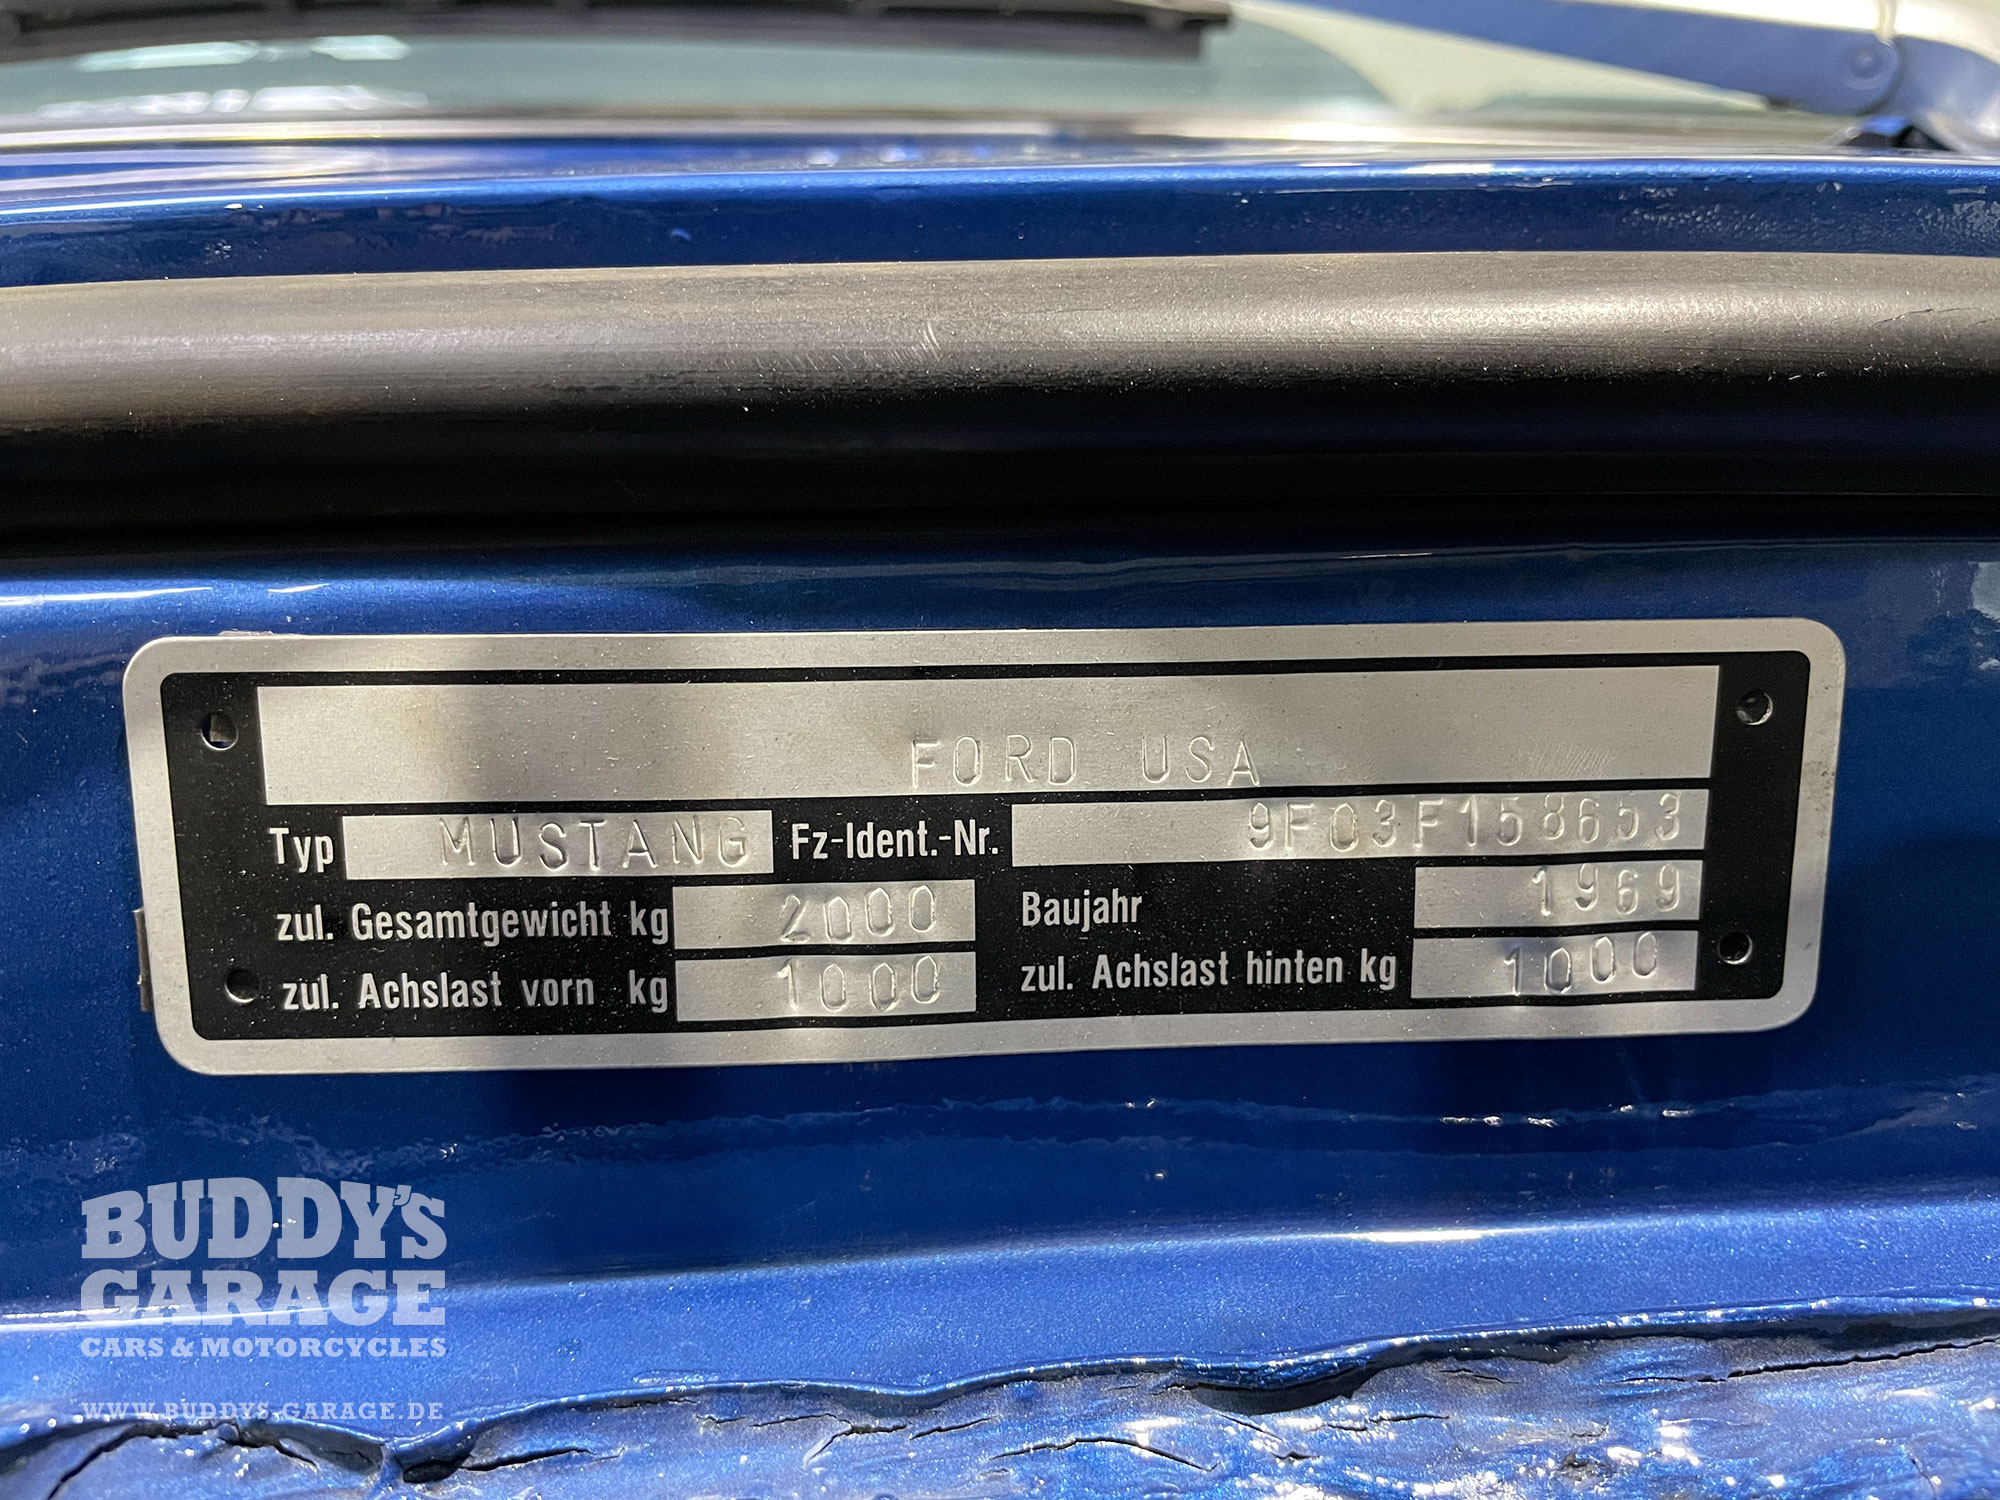 FORD USA
Typ MUSTANG Fz-Ident.-Nr. 9F03F158653
zul. Gesamtgewicht kg 2000 Baujahr 1969
zul. Achslast vorn kg 1000 zul. Achslast hinten kg 1000
BUDDY'S
GARAGE
CARS & MOTORCYCLES
WWW.BUDDYS-GARAGE.DE